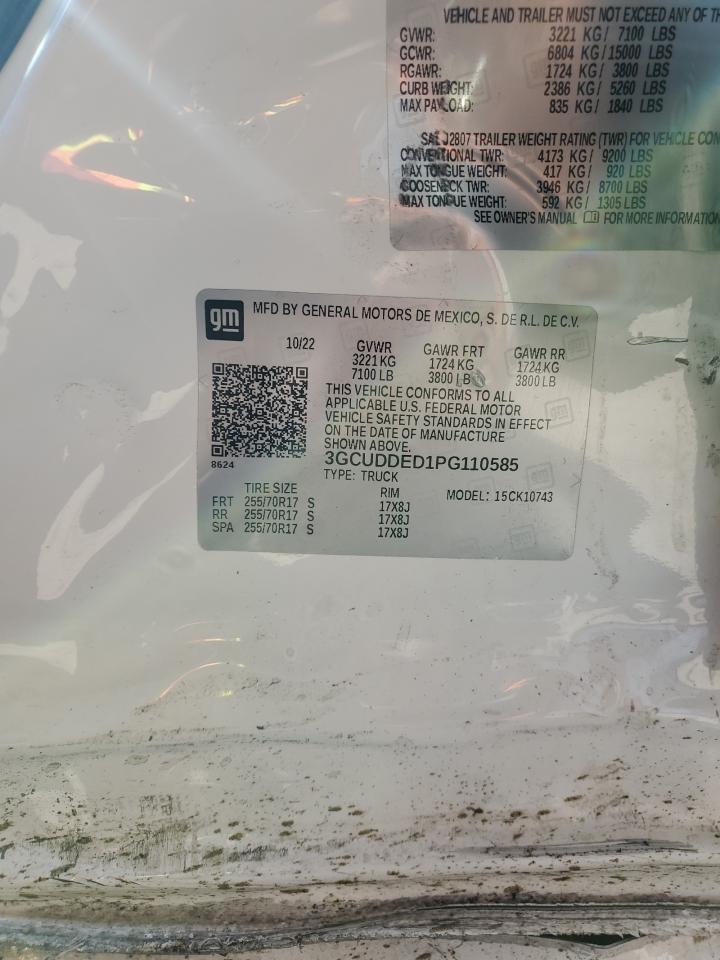 VEHICLE AND TRAILER MUST NOT EXCEED ANY OF TH
GVWR: 3221 KG/ 7100 LBS
GCWR: 6804 KG/15000 LBS
RGAWR: 1724 KG/ 3800 LBS
CURB WEIGHT: 2386 KG/ 5260 LBS
MAX PAYLOAD: 835 KG/ 1840 LBS
SAE J2807 TRAILER WEIGHT RATING (TWR) FOR VEHICLE CON
CONVENTIONAL TWR: 4173 KG/ 9200 LBS
MAX TONGUE WEIGHT: 417 KG/ 920 LBS
GOOSENECK TWR: 3946 KG/ 8700 LBS
MAX TONGUE WEIGHT: 592 KG/ 1305 LBS
SEE OWNER'S MANUAL FOR MORE INFORMATION
gm MFD BY GENERAL MOTORS DE MEXICO, S. DE R.L. DE C.V.
10/22 GVWR GAWR FRT GAWR RR
3221 KG 1724 KG 1724 KG
7100 LB 3800 LB 3800 LB
THIS VEHICLE CONFORMS TO ALL
APPLICABLE U.S. FEDERAL MOTOR
VEHICLE SAFETY STANDARDS IN EFFECT
ON THE DATE OF MANUFACTURE
SHOWN ABOVE.
8624 3GCUDDED1PG110585
TYPE: TRUCK
TIRE SIZE RIM MODEL: 15CK10743
FRT 255/70R17 S 17X8J
RR 255/70R17 S 17X8J
SPA 255/70R17 S 17X8J